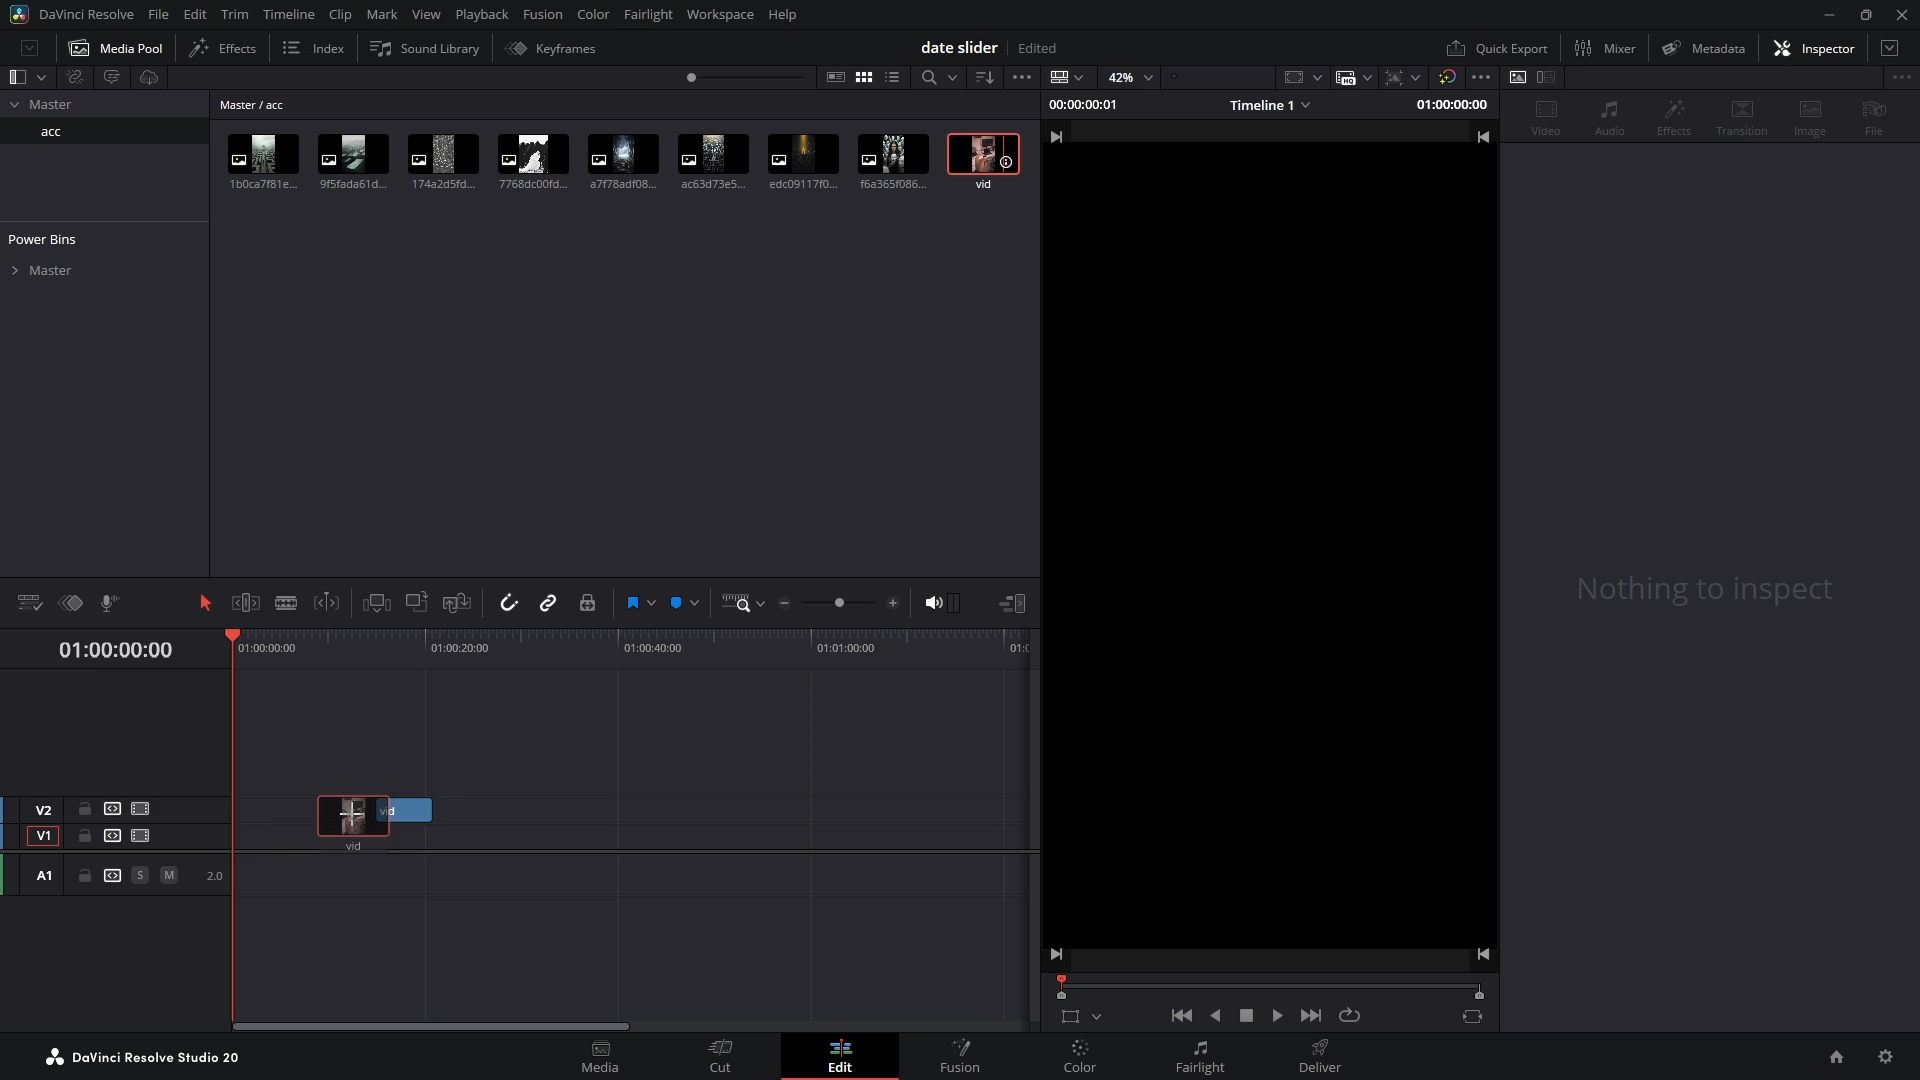 DaVinci Resolve File Edit Trim Timeline Clip Mark View Playback Fusion Color Fairlight Workspace Help
Media Pool Effects Index Sound Library Keyframes date slider Edited Quick Export Mixer Metadata Inspector
42%
Master
Master / acc
00:00:00:01 Timeline 1 01:00:00:00
Video Audio Effects Transition Image File
acc
1b0ca7f81e... 9f5fada61d... 174a2d5fd... 7768dc00fd... a7f78adf08... ac63d73e5... edc09117f0... f6a365f086... vid
Power Bins
Master
Nothing to inspect
01:00:00:00
01:00:00:00 01:00:20:00 01:00:40:00 01:01:00:00
V2
vid
V1
vid
A1 S M 2.0
DaVinci Resolve Studio 20
Media Cut Edit Fusion Color Fairlight Deliver